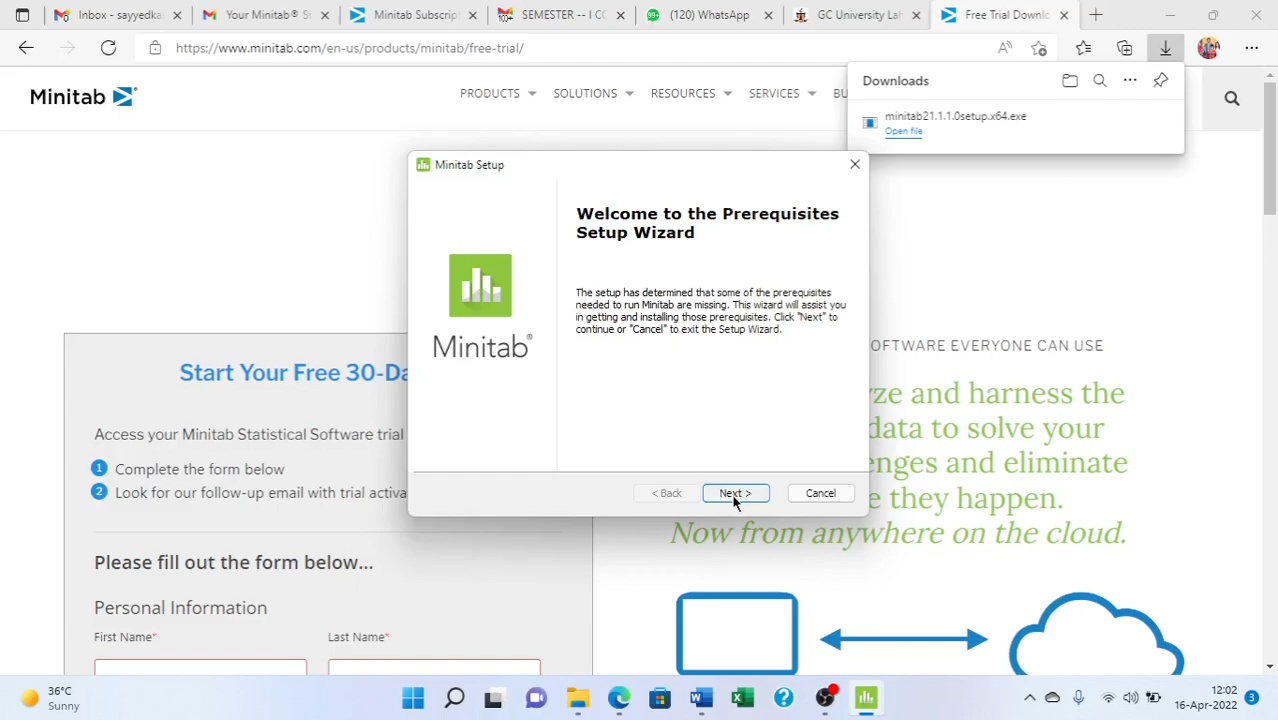 Inbox - sayyedka
Your Minitab® S
Minitab Subscrip
SEMESTER -- I CC
(120) WhatsApp
GC University Lah
Free Trial Downlo
https://www.minitab.com/en-us/products/minitab/free-trial/
Minitab
PRODUCTS
SOLUTIONS
RESOURCES
SERVICES
BU
Downloads
minitab21.1.1.0setup.x64.exe
Open file
Minitab Setup
Welcome to the Prerequisites
Setup Wizard
The setup has determined that some of the prerequisites
needed to run Minitab are missing. This wizard will assist you
in getting and installing those prerequisites. Click "Next" to
continue or "Cancel" to exit the Setup Wizard.
Minitab®
< Back
Next >
Cancel
Start Your Free 30-Da
Access your Minitab Statistical Software trial
1 Complete the form below
2 Look for our follow-up email with trial activa
Please fill out the form below...
Personal Information
First Name*
Last Name*
OFTWARE EVERYONE CAN USE
yze and harness the
data to solve your
enges and eliminate
e they happen.
Now from anywhere on the cloud.
36°C
Sunny
12:02
16-Apr-2022
3